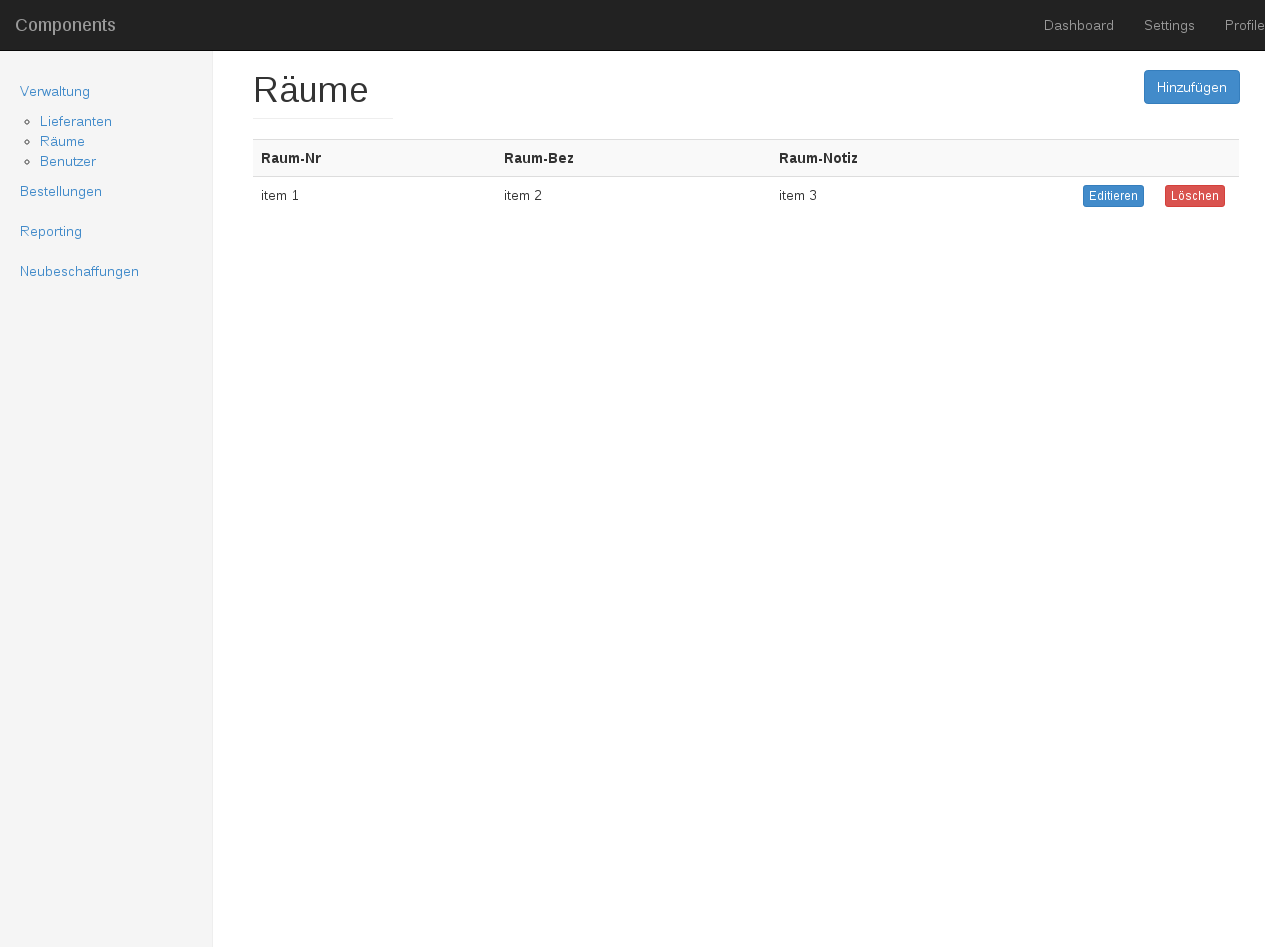 Components Dashboard Settings Profile
Verwaltung
Lieferanten
Räume
Benutzer
Bestellungen
Reporting
Neubeschaffungen
Räume
Hinzufügen
Raum-Nr Raum-Bez Raum-Notiz
item 1 item 2 item 3 Editieren Löschen